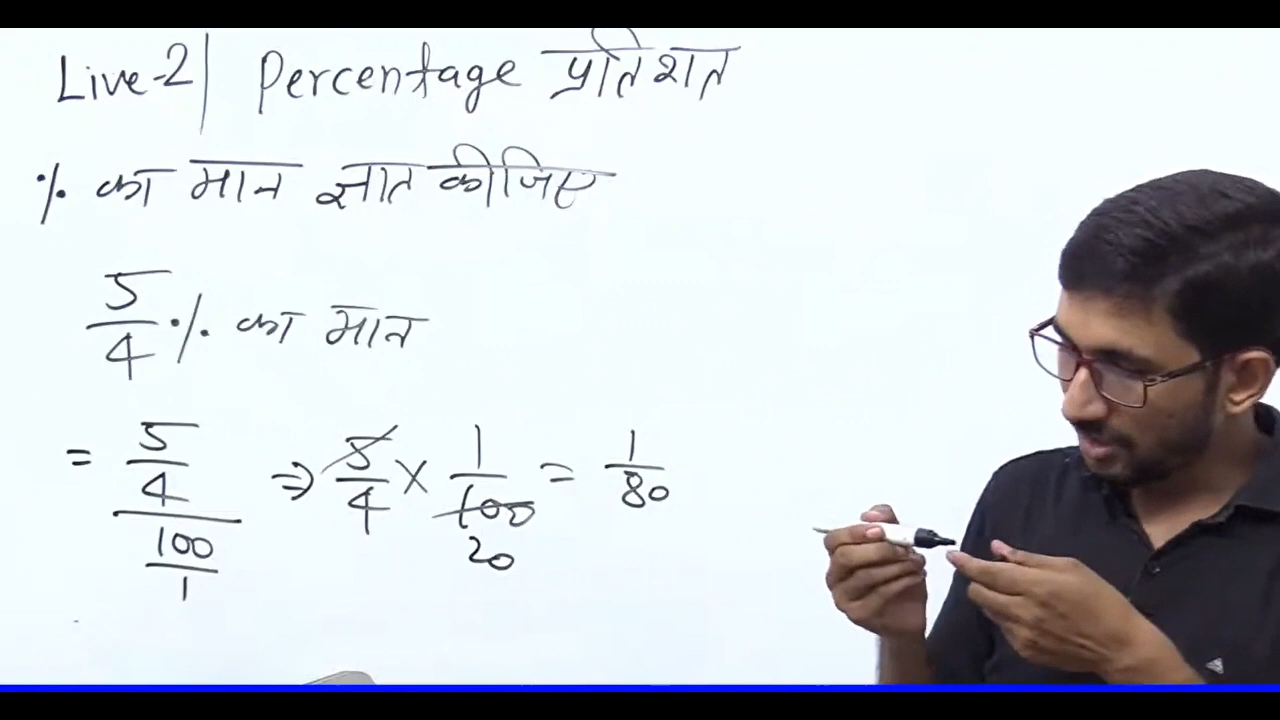 Live-2| Percentage प्रतिशत
% का मान ज्ञात कीजिए
5/4 % का मान
= 5/4 / 100/1 ⇒ 5/4 × 1/100 = 1/80
20